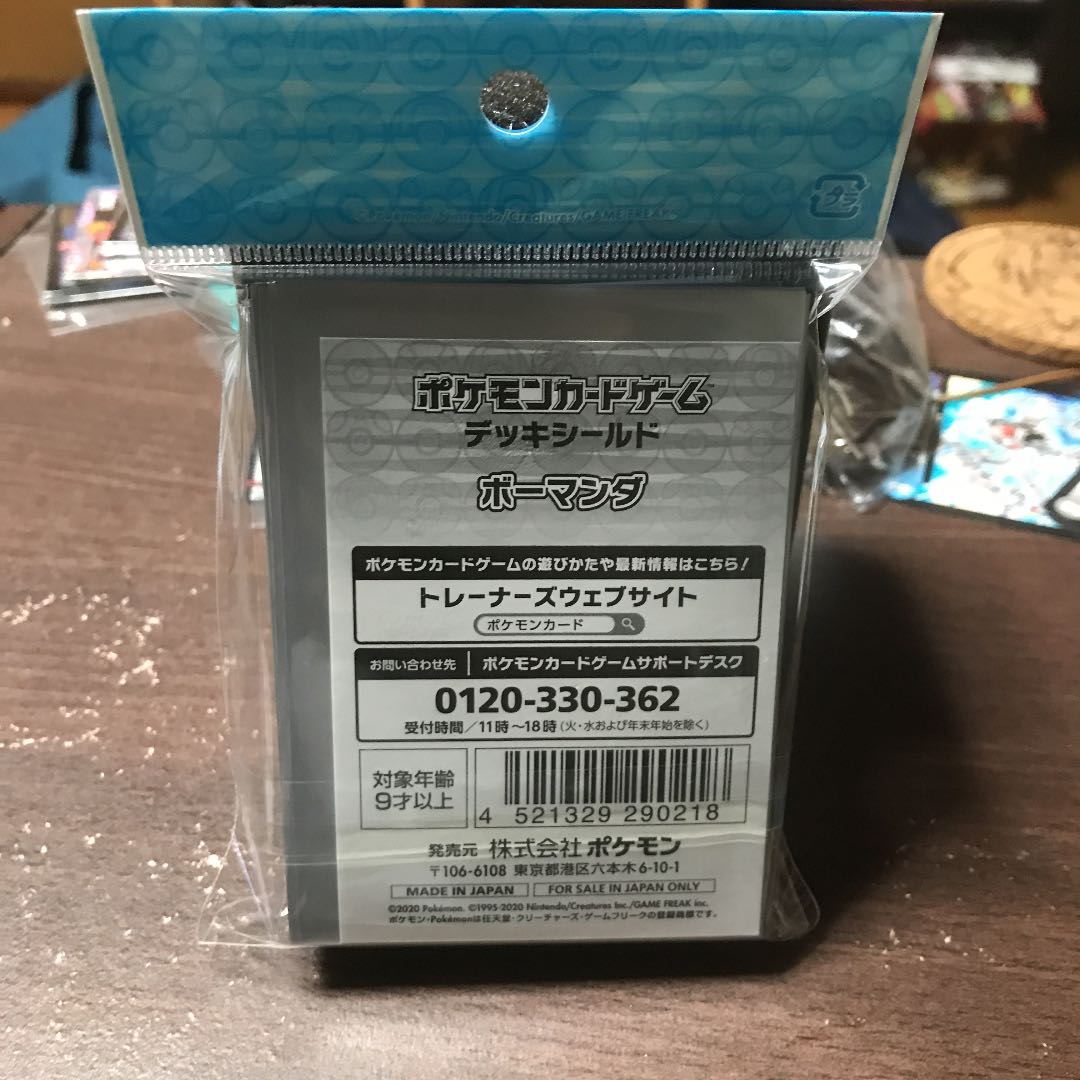 プラ
©Pokémon/Nintendo/Creatures/GAME FREAK
ポケモンカードゲーム
デッキシールド
ボーマンダ
ポケモンカードゲームの遊びかたや最新情報はこちら!
トレーナーズウェブサイト
ポケモンカード
お問い合わせ先 ポケモンカードゲームサポートデスク
0120-330-362
受付時間/11時〜18時(火・水および年末年始を除く)
対象年齢
9才以上
4 521329 290218
発売元 株式会社ポケモン
〒106-6108 東京都港区六本木6-10-1
MADE IN JAPAN FOR SALE IN JAPAN ONLY
©2020 Pokémon. ©1995-2020 Nintendo/Creatures Inc./GAME FREAK inc.
ポケモン・Pokémonは任天堂・クリーチャーズ・ゲームフリークの登録商標です。